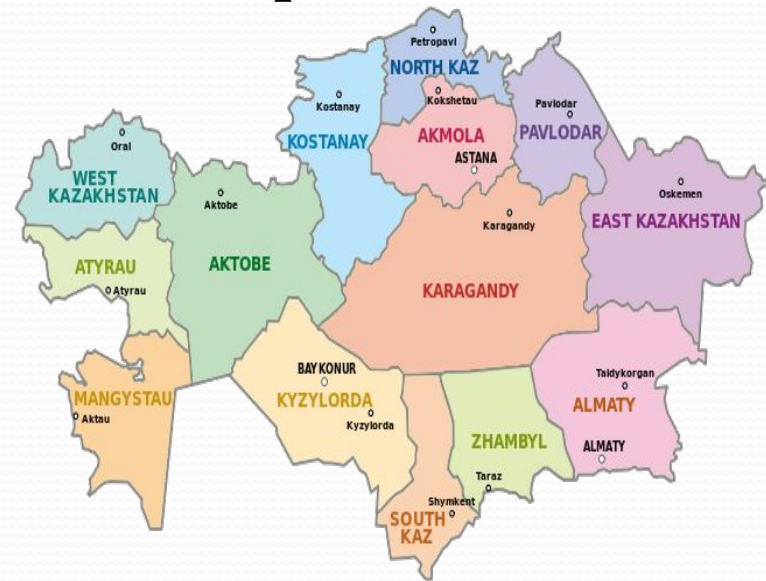 Petropavl
NORTH KAZ
Kostanay
Kokshetau
Pavlodar
KOSTANAY
AKMOLA
PAVLODAR
Oral
ASTANA
WEST
KAZAKHSTAN
Aktobe
Oskemen
Karagandy
EAST KAZAKHSTAN
ATYRAU
AKTOBE
Atyrau
KARAGANDY
BAYKONUR
Taldykorgan
MANGYSTAU
KYZYLORDA
ALMATY
Aktau
Kyzylorda
ZHAMBYL
ALMATY
Taraz
Shymkent
SOUTH
KAZ